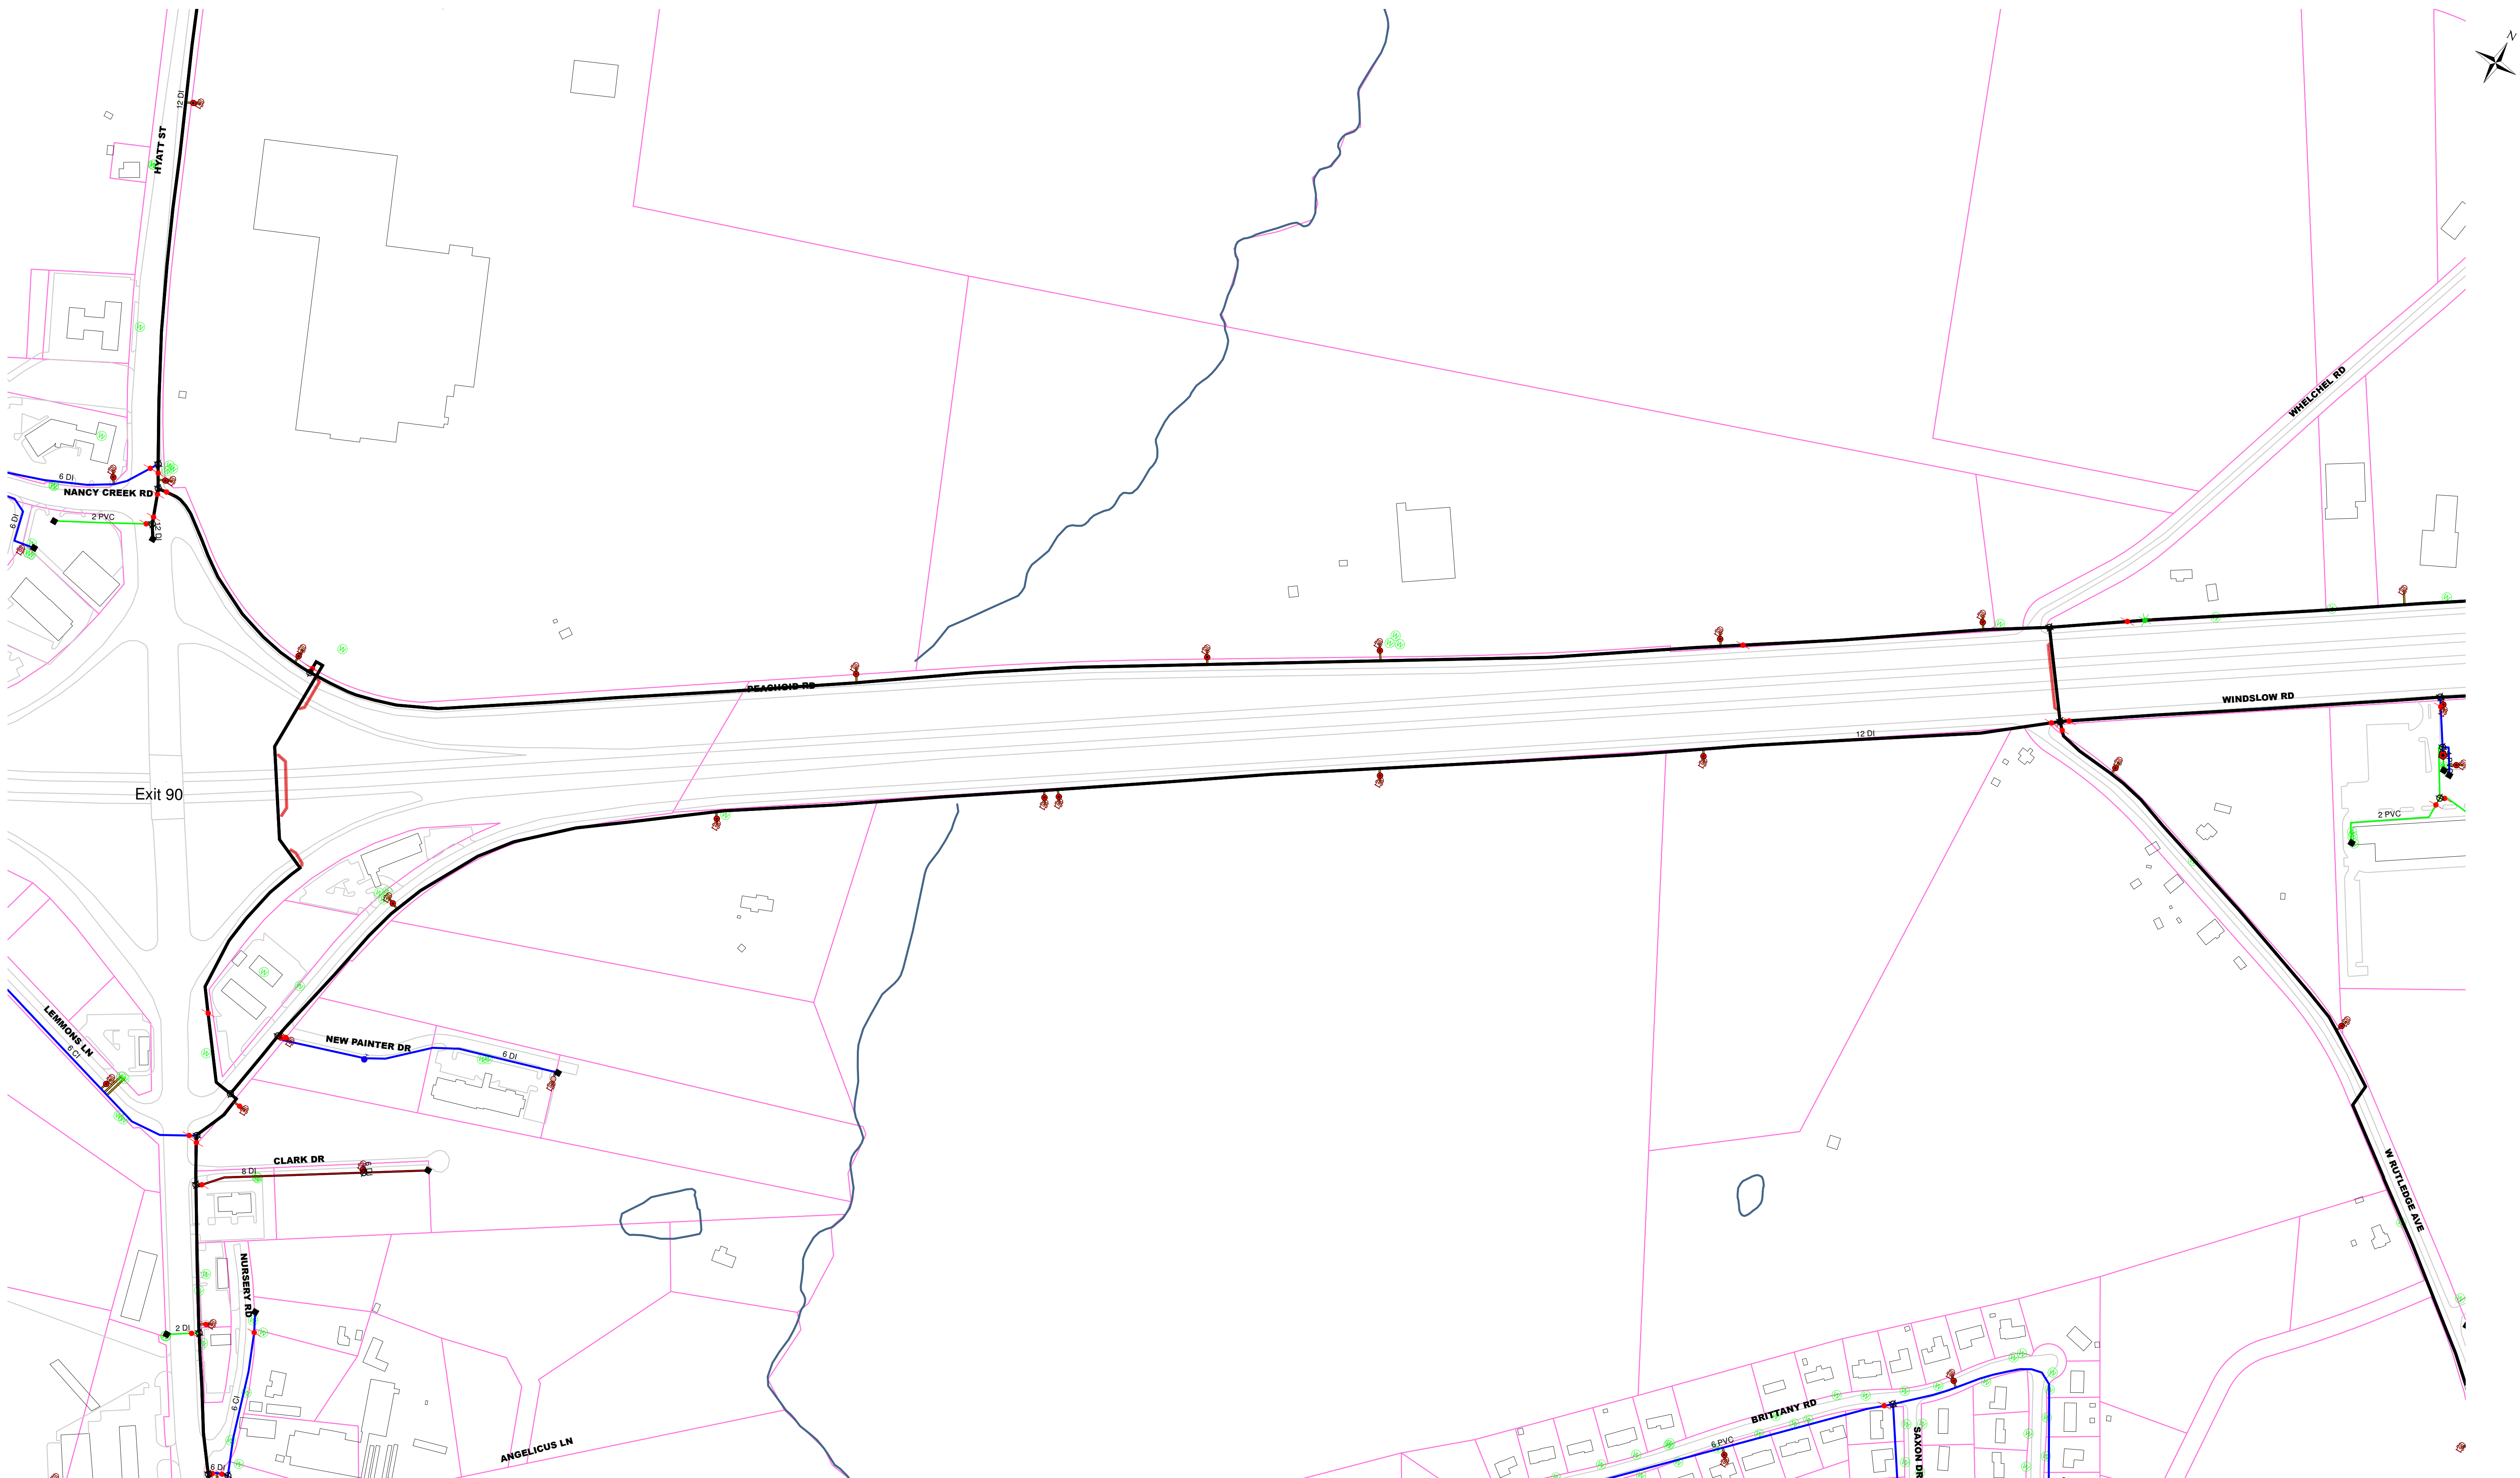 N
12 DI
HYATT ST
6 DI
NANCY CREEK RD
6 DI
2 PVC
12 DI
WHELCHEL RD
PEACHOID RD
WINDSLOW RD
12 DI
Exit 90
2 PVC
LEMMONS LN
6 CI
NEW PAINTER DR
6 DI
CLARK DR
8 DI
6 DI
W RUTLEDGE AVE
NURSERY RD
2 DI
6 CI
BRITTANY RD
6 PVC
SAXON DR
ANGELICUS LN
6 DI